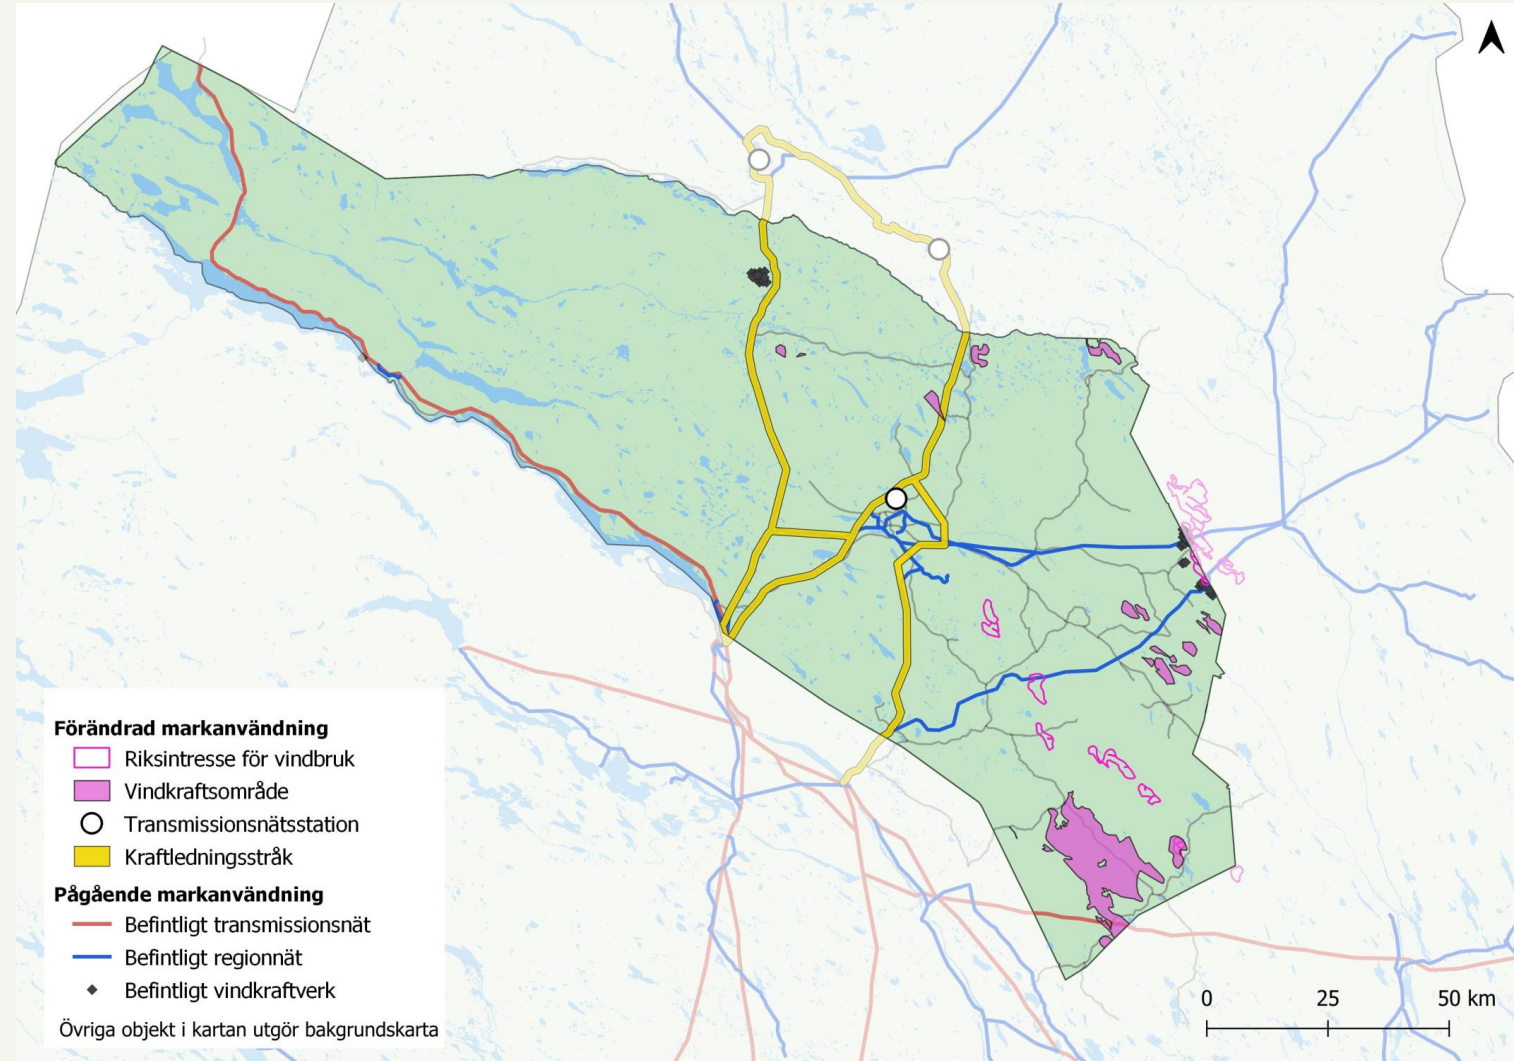 Förändrad markanvändning
Riksintresse för vindbruk
Vindkraftsområde
Transmissionsnätsstation
Kraftledningsstråk
Pågående markanvändning
Befintligt transmissionsnät
Befintligt regionnät
Befintligt vindkraftverk
Övriga objekt i kartan utgör bakgrundskarta
0 25 50 km